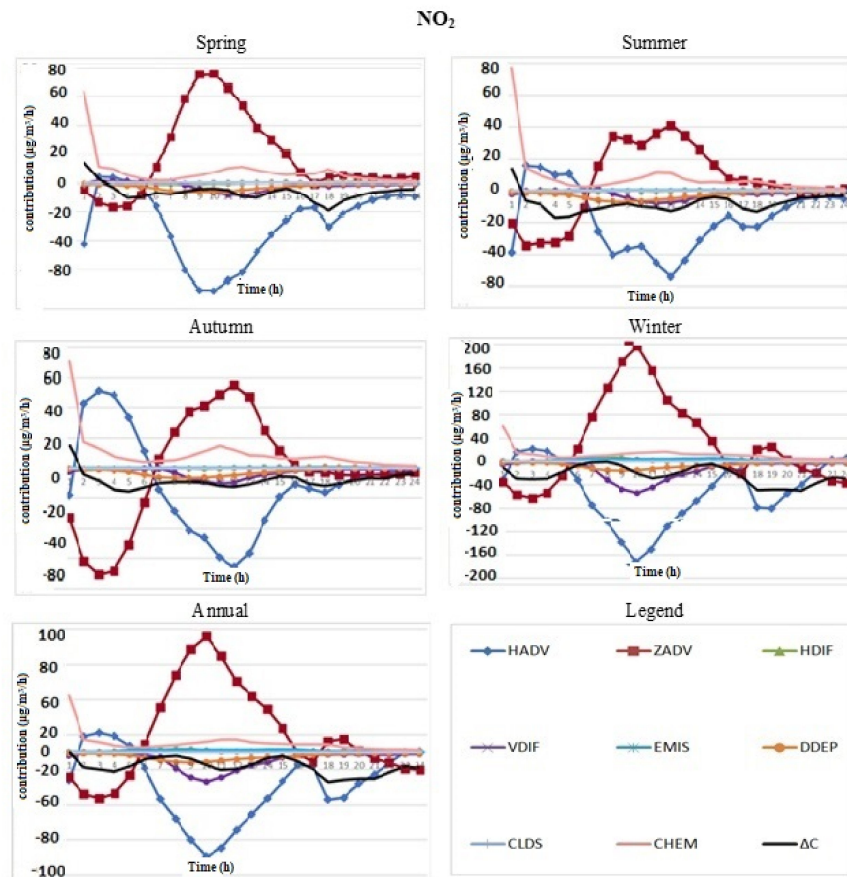 NO₂
Spring
Summer
contribution (µg/m³/h)
80
60
40
20
0
-20
-40
-80
Time (h)
contribution (µg/m³/h)
80
60
40
20
0
-20
-40
-80
Time (h)
Autumn
Winter
contribution (µg/m³/h)
80
60
40
20
0
-20
-40
-80
Time (h)
contribution (µg/m³/h)
200
160
120
80
40
0
-40
-80
-120
-160
-200
Time (h)
Annual
Legend
contribution (µg/m³/h)
100
80
60
20
0
-20
-60
-80
-100
Time (h)
HADV
ZADV
HDIF
VDIF
EMIS
DDEP
CLDS
CHEM
ΔC